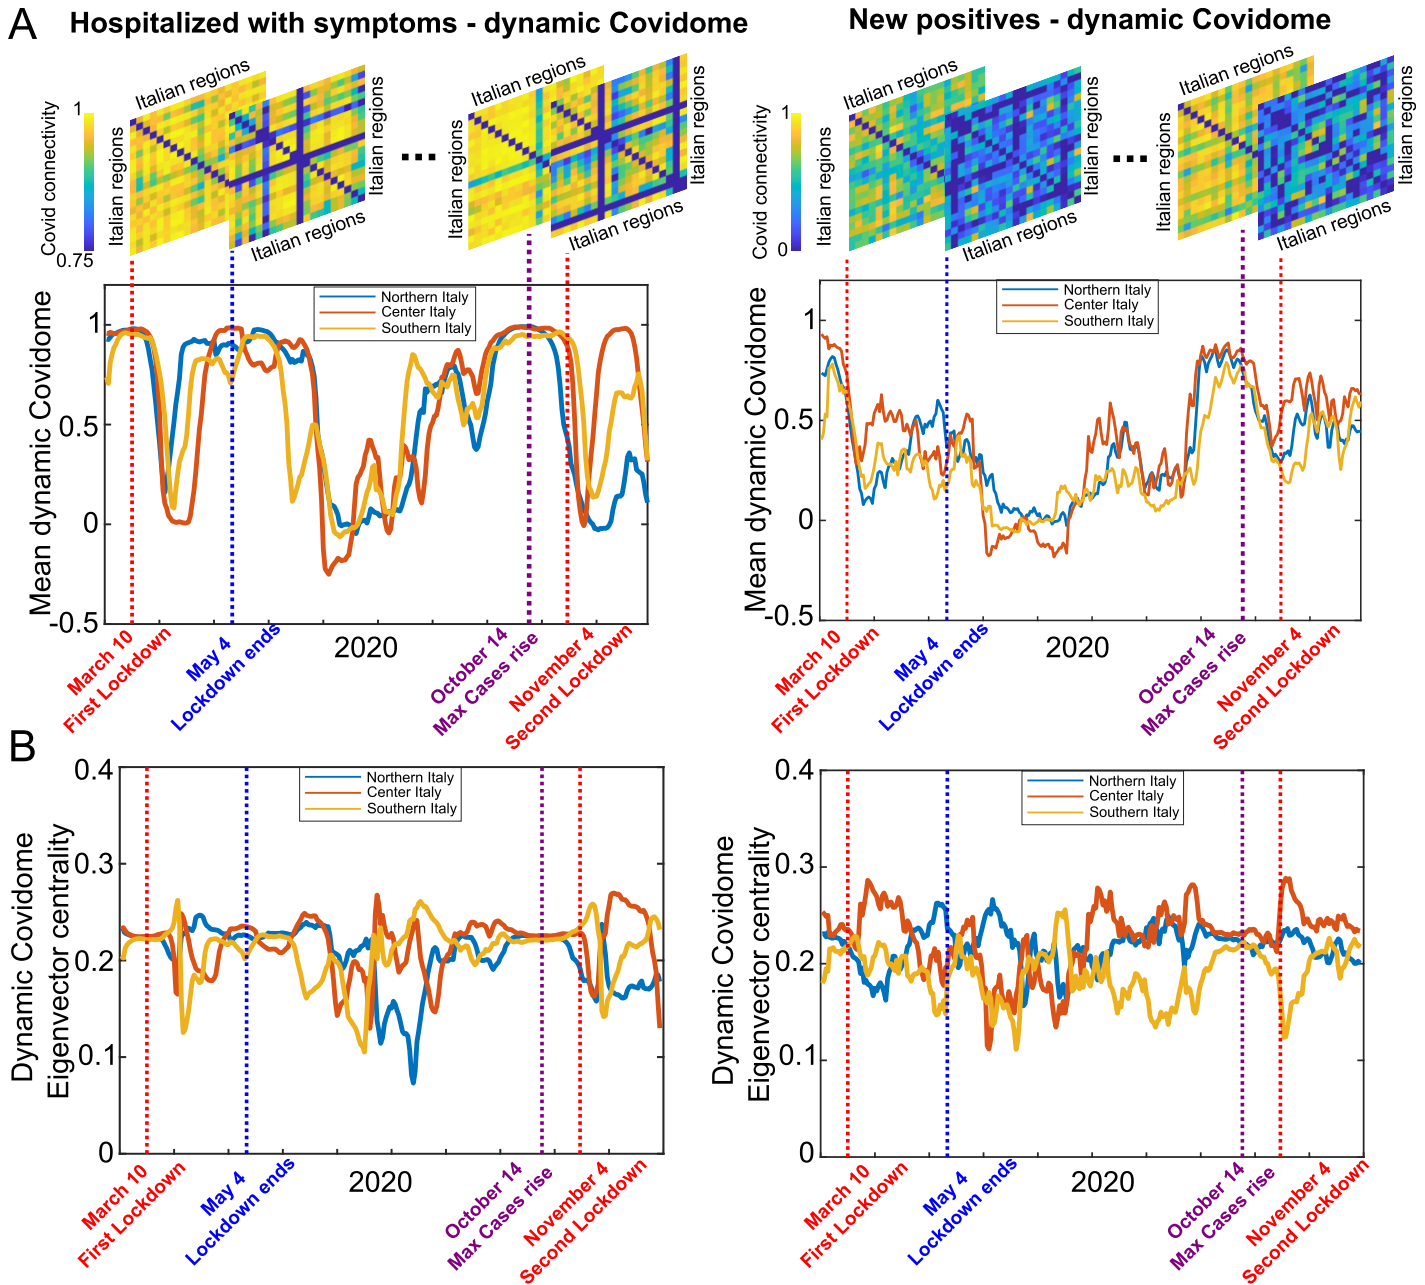 A
Hospitalized with symptoms - dynamic Covidome
New positives - dynamic Covidome
Covid connectivity
1
0.75
Italian regions
Italian regions
Italian regions
Italian regions
...
Italian regions
Italian regions
Italian regions
Italian regions
Covid connectivity
1
0
Italian regions
Italian regions
Italian regions
Italian regions
...
Italian regions
Italian regions
Italian regions
Italian regions
Mean dynamic Covidome
1
0.5
0
-0.5
Northern Italy
Center Italy
Southern Italy
March 10
First Lockdown
May 4
Lockdown ends
2020
October 14
Max Cases rise
November 4
Second Lockdown
Mean dynamic Covidome
1
0.5
0
-0.5
Northern Italy
Center Italy
Southern Italy
March 10
First Lockdown
May 4
Lockdown ends
2020
October 14
Max Cases rise
November 4
Second Lockdown
B
Dynamic Covidome
Eigenvector centrality
0.4
0.3
0.2
0.1
0
Northern Italy
Center Italy
Southern Italy
March 10
First Lockdown
May 4
Lockdown ends
2020
October 14
Max Cases rise
November 4
Second Lockdown
Dynamic Covidome
Eigenvector centrality
0.4
0.3
0.2
0.1
0
Northern Italy
Center Italy
Southern Italy
March 10
First Lockdown
May 4
Lockdown ends
2020
October 14
Max Cases rise
November 4
Second Lockdown